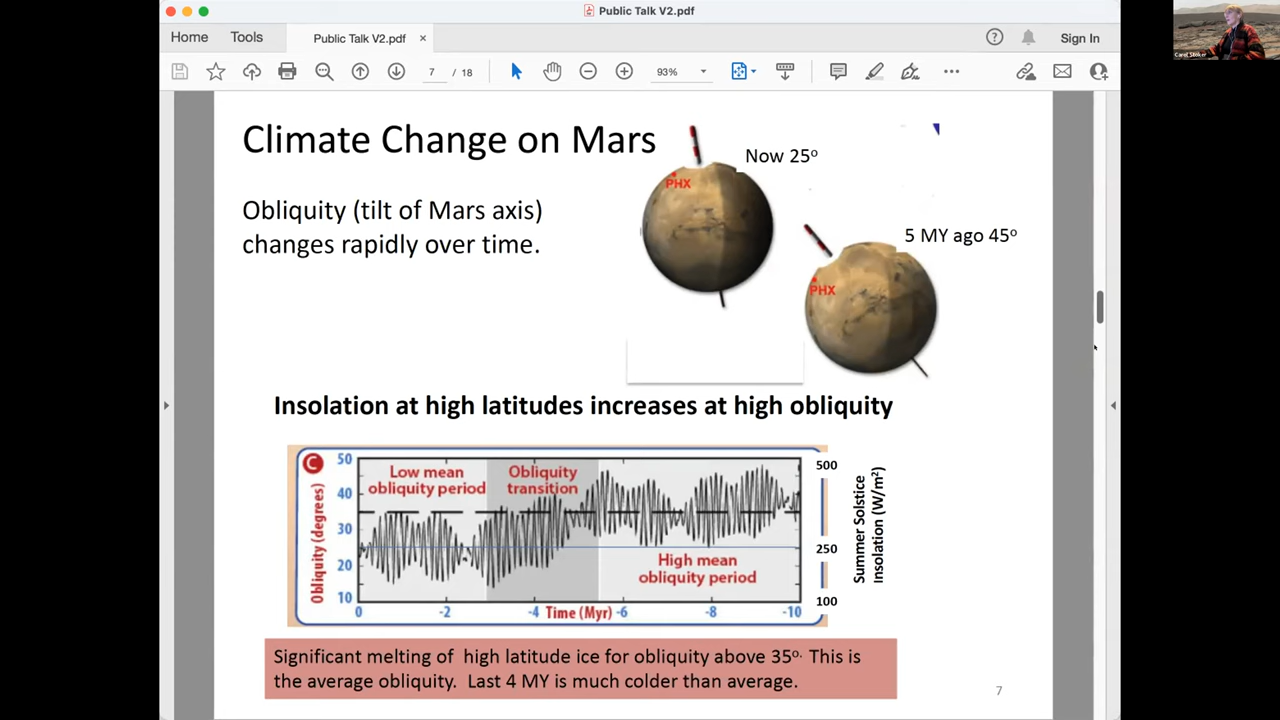 Public Talk V2.pdf
Home
Tools
Public Talk V2.pdf
×
Sign In
7 / 18
93%
Carol Stoker
Climate Change on Mars
Now 25º
PHX
Obliquity (tilt of Mars axis)
changes rapidly over time.
5 MY ago 45º
PHX
Insolation at high latitudes increases at high obliquity
C
Obliquity (degrees)
50
40
30
20
10
Low mean
obliquity period
Obliquity
transition
High mean
obliquity period
0
-2
-4
Time (Myr)
-6
-8
-10
500
250
100
Summer Solstice
Insolation (W/m²)
Significant melting of high latitude ice for obliquity above 35º. This is
the average obliquity. Last 4 MY is much colder than average.
7